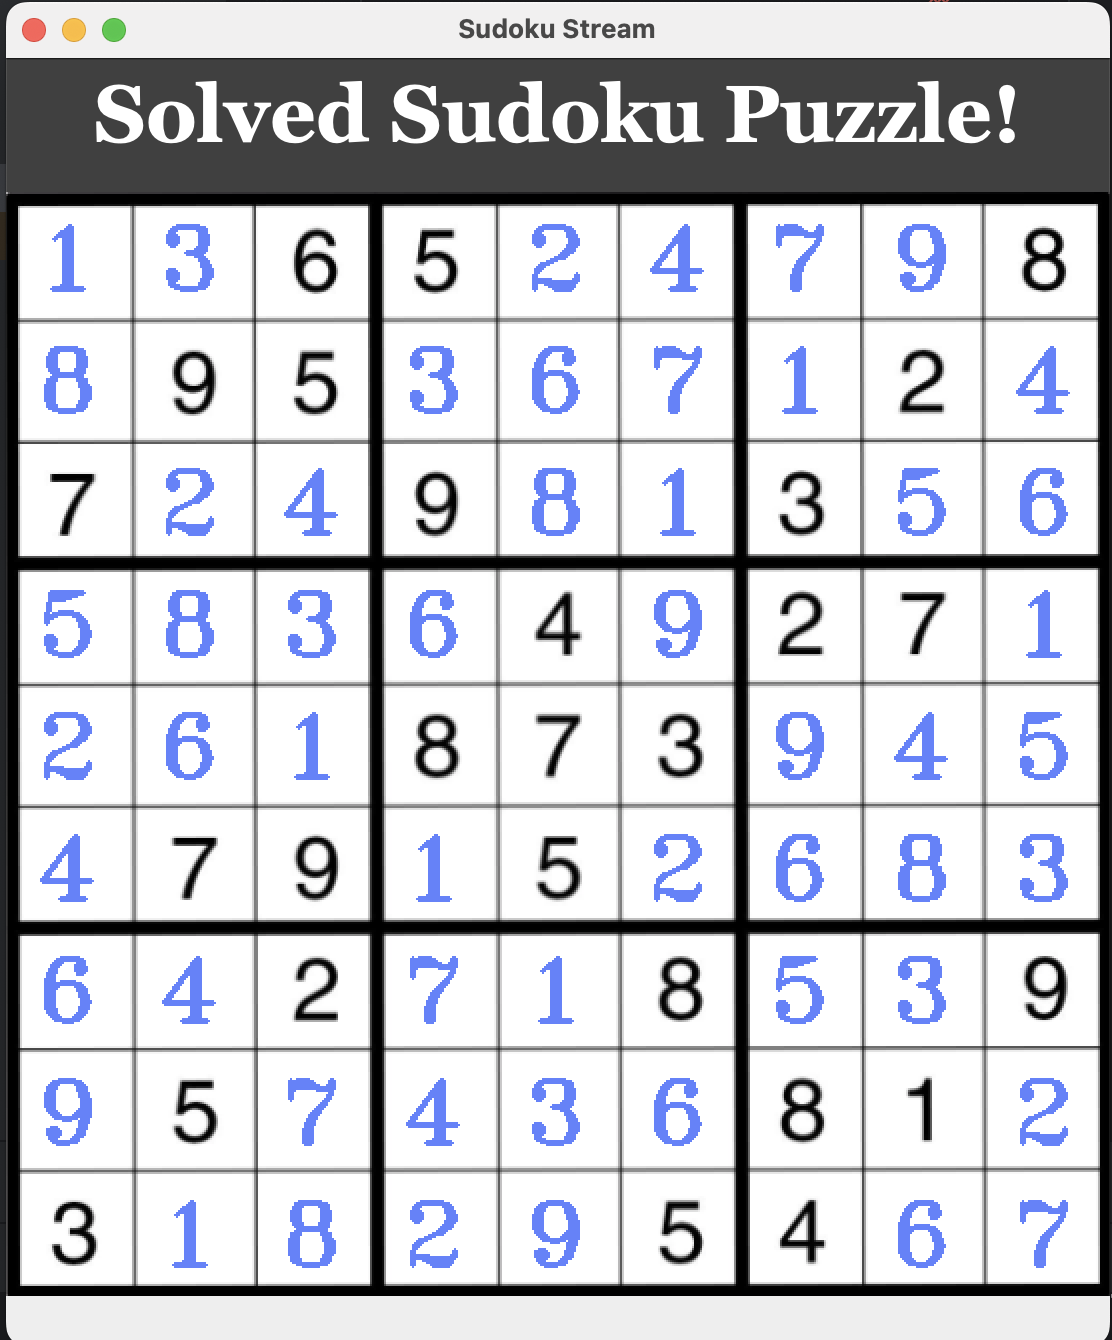 Sudoku Stream
Solved Sudoku Puzzle!
1 3 6 5 2 4 7 9 8
8 9 5 3 6 7 1 2 4
7 2 4 9 8 1 3 5 6
5 8 3 6 4 9 2 7 1
2 6 1 8 7 3 9 4 5
4 7 9 1 5 2 6 8 3
6 4 2 7 1 8 5 3 9
9 5 7 4 3 6 8 1 2
3 1 8 2 9 5 4 6 7